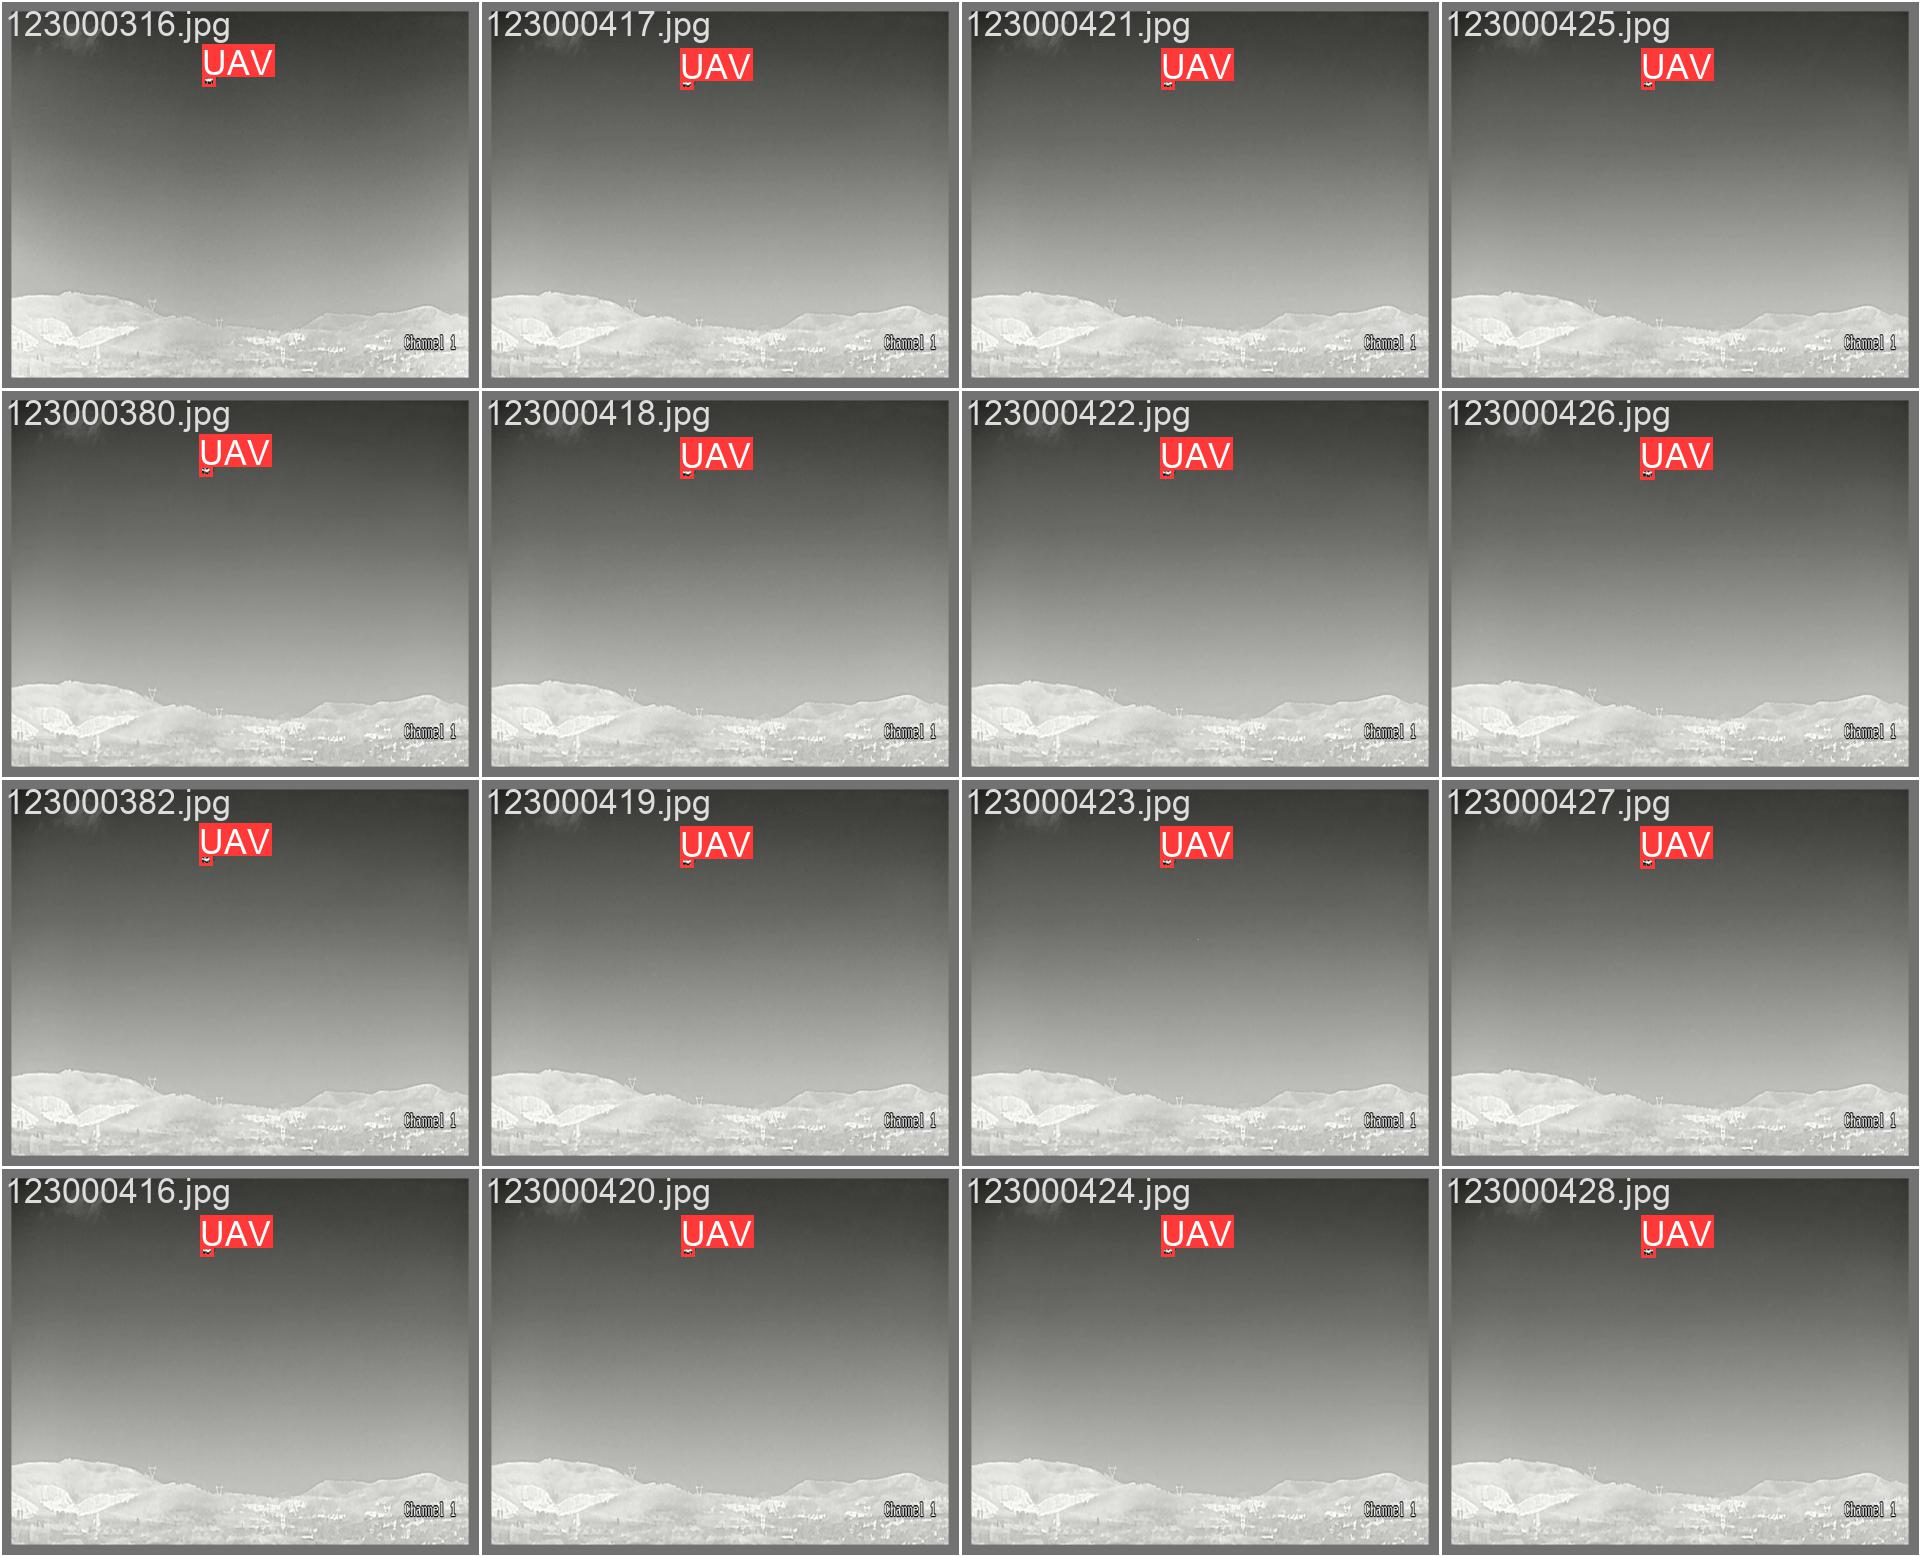 123000316.jpg
UAV
Channel 1
123000417.jpg
UAV
Channel 1
123000421.jpg
UAV
Channel 1
123000425.jpg
UAV
Channel 1
123000380.jpg
UAV
Channel 1
123000418.jpg
UAV
Channel 1
123000422.jpg
UAV
Channel 1
123000426.jpg
UAV
Channel 1
123000382.jpg
UAV
Channel 1
123000419.jpg
UAV
Channel 1
123000423.jpg
UAV
Channel 1
123000427.jpg
UAV
Channel 1
123000416.jpg
UAV
Channel 1
123000420.jpg
UAV
Channel 1
123000424.jpg
UAV
Channel 1
123000428.jpg
UAV
Channel 1